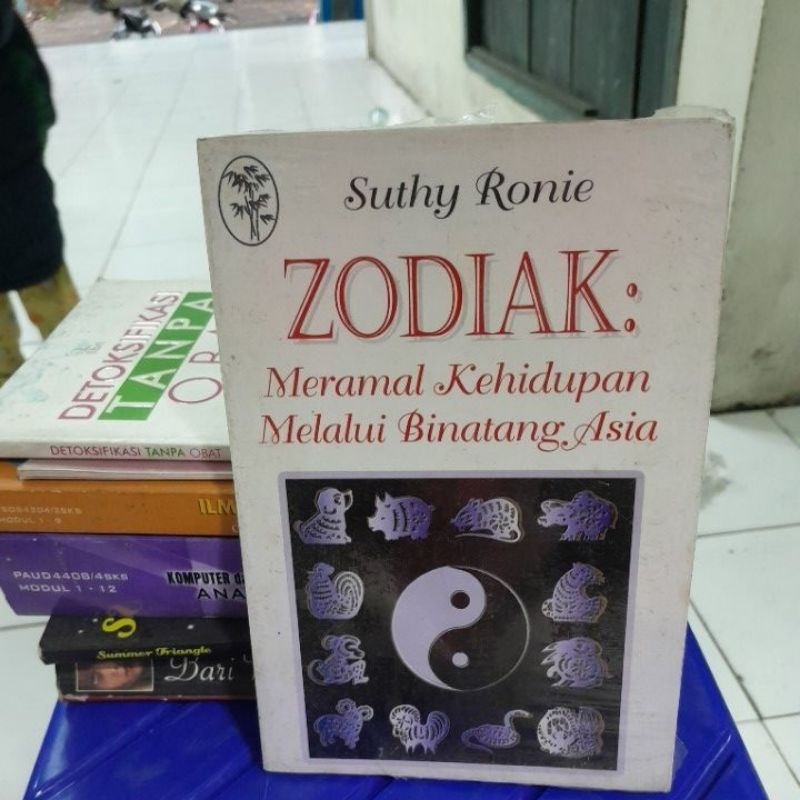 Suthy Ronie
ZODIAK:
Meramal Kehidupan
Melalui Binatang Asia
DETOKSIFIKASI
TANPA
DETOKSIFIKASI TANPA OBAT
MODUL 1 - 9
PAUD4408/4SKS
MODUL 1 - 12
KOMPUTER
Summer Triangle
Dari